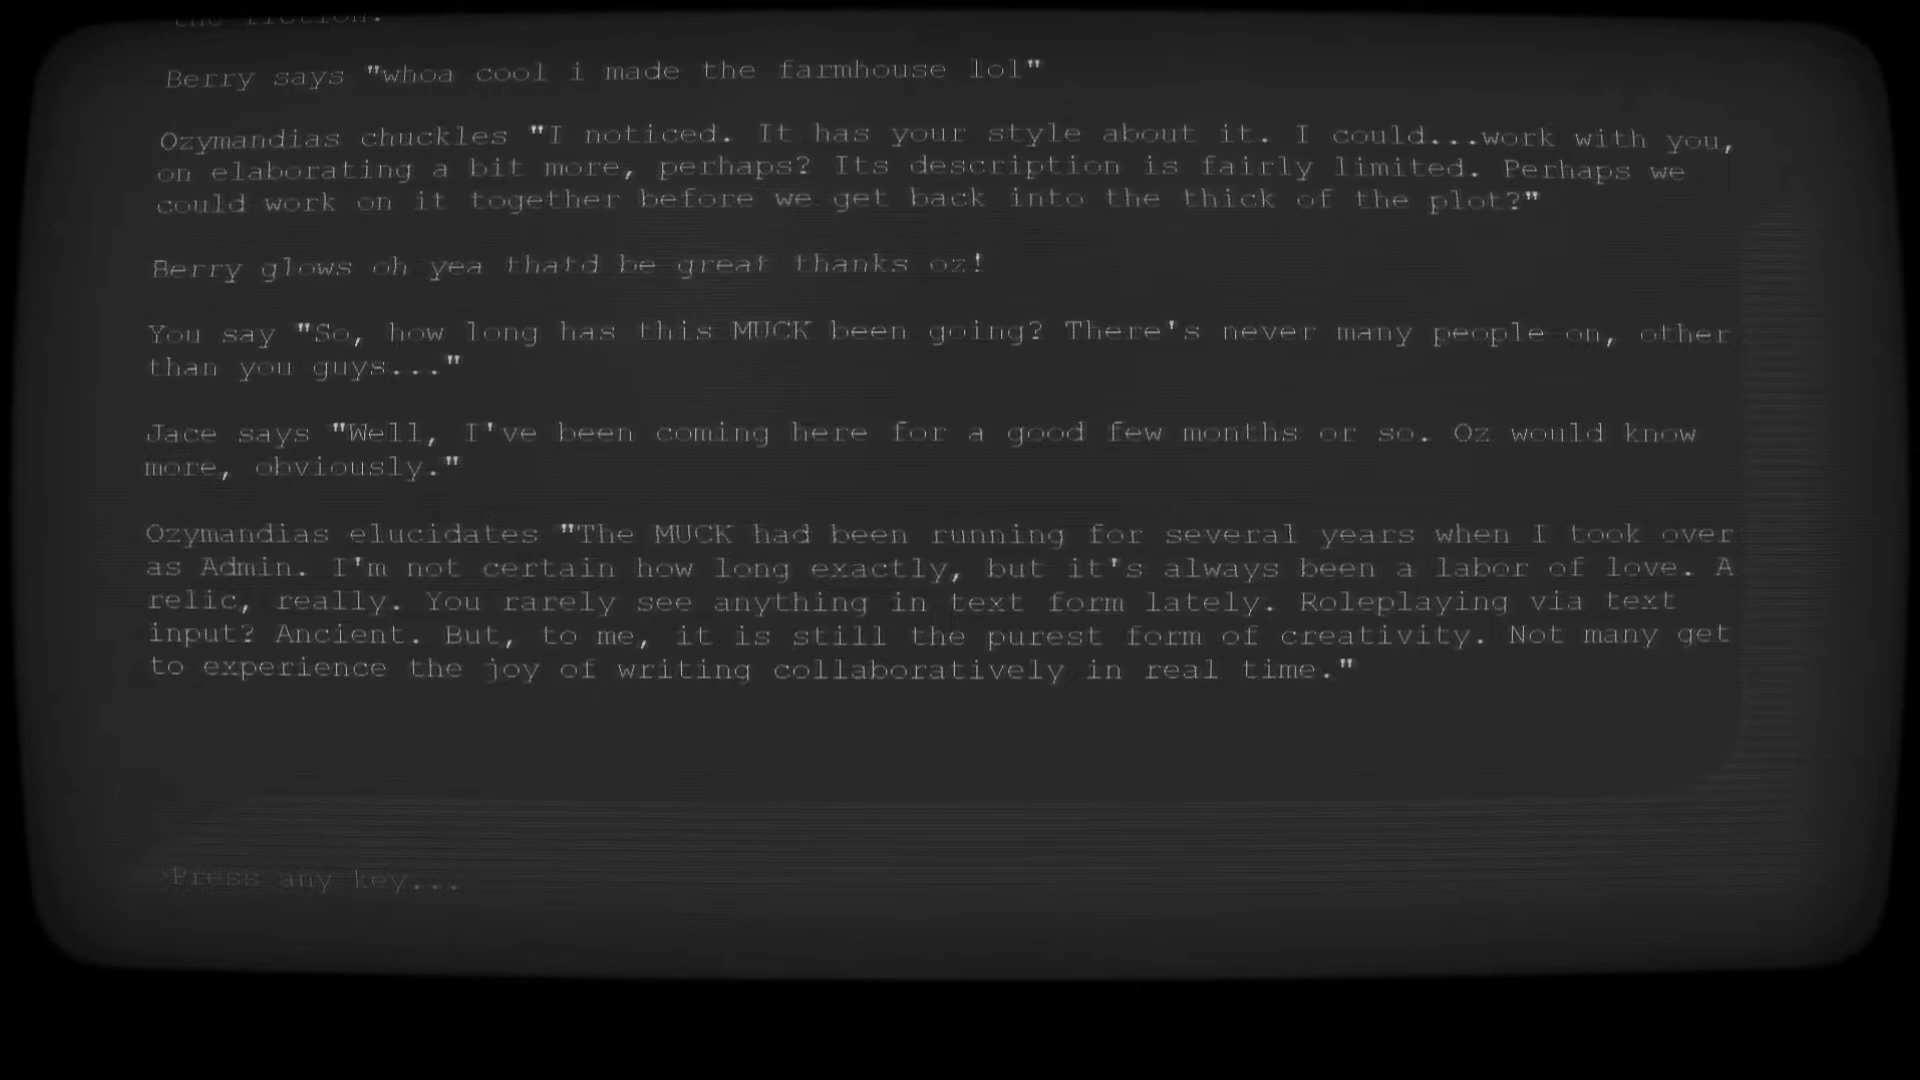 the fiction.
Berry says "whoa cool i made the farmhouse lol"
Ozymandias chuckles "I noticed. It has your style about it. I could...work with you,
on elaborating a bit more, perhaps? Its description is fairly limited. Perhaps we
could work on it together before we get back into the thick of the plot?"
Berry glows oh yea thatd be great thanks oz!
You say "So, how long has this MUCK been going? There's never many people on, other
than you guys..."
Jace says "Well, I've been coming here for a good few months or so. Oz would know
more, obviously."
Ozymandias elucidates "The MUCK had been running for several years when I took over
as Admin. I'm not certain how long exactly, but it's always been a labor of love. A
relic, really. You rarely see anything in text form lately. Roleplaying via text
input? Ancient. But, to me, it is still the purest form of creativity. Not many get
to experience the joy of writing collaboratively in real time."
Press any key...